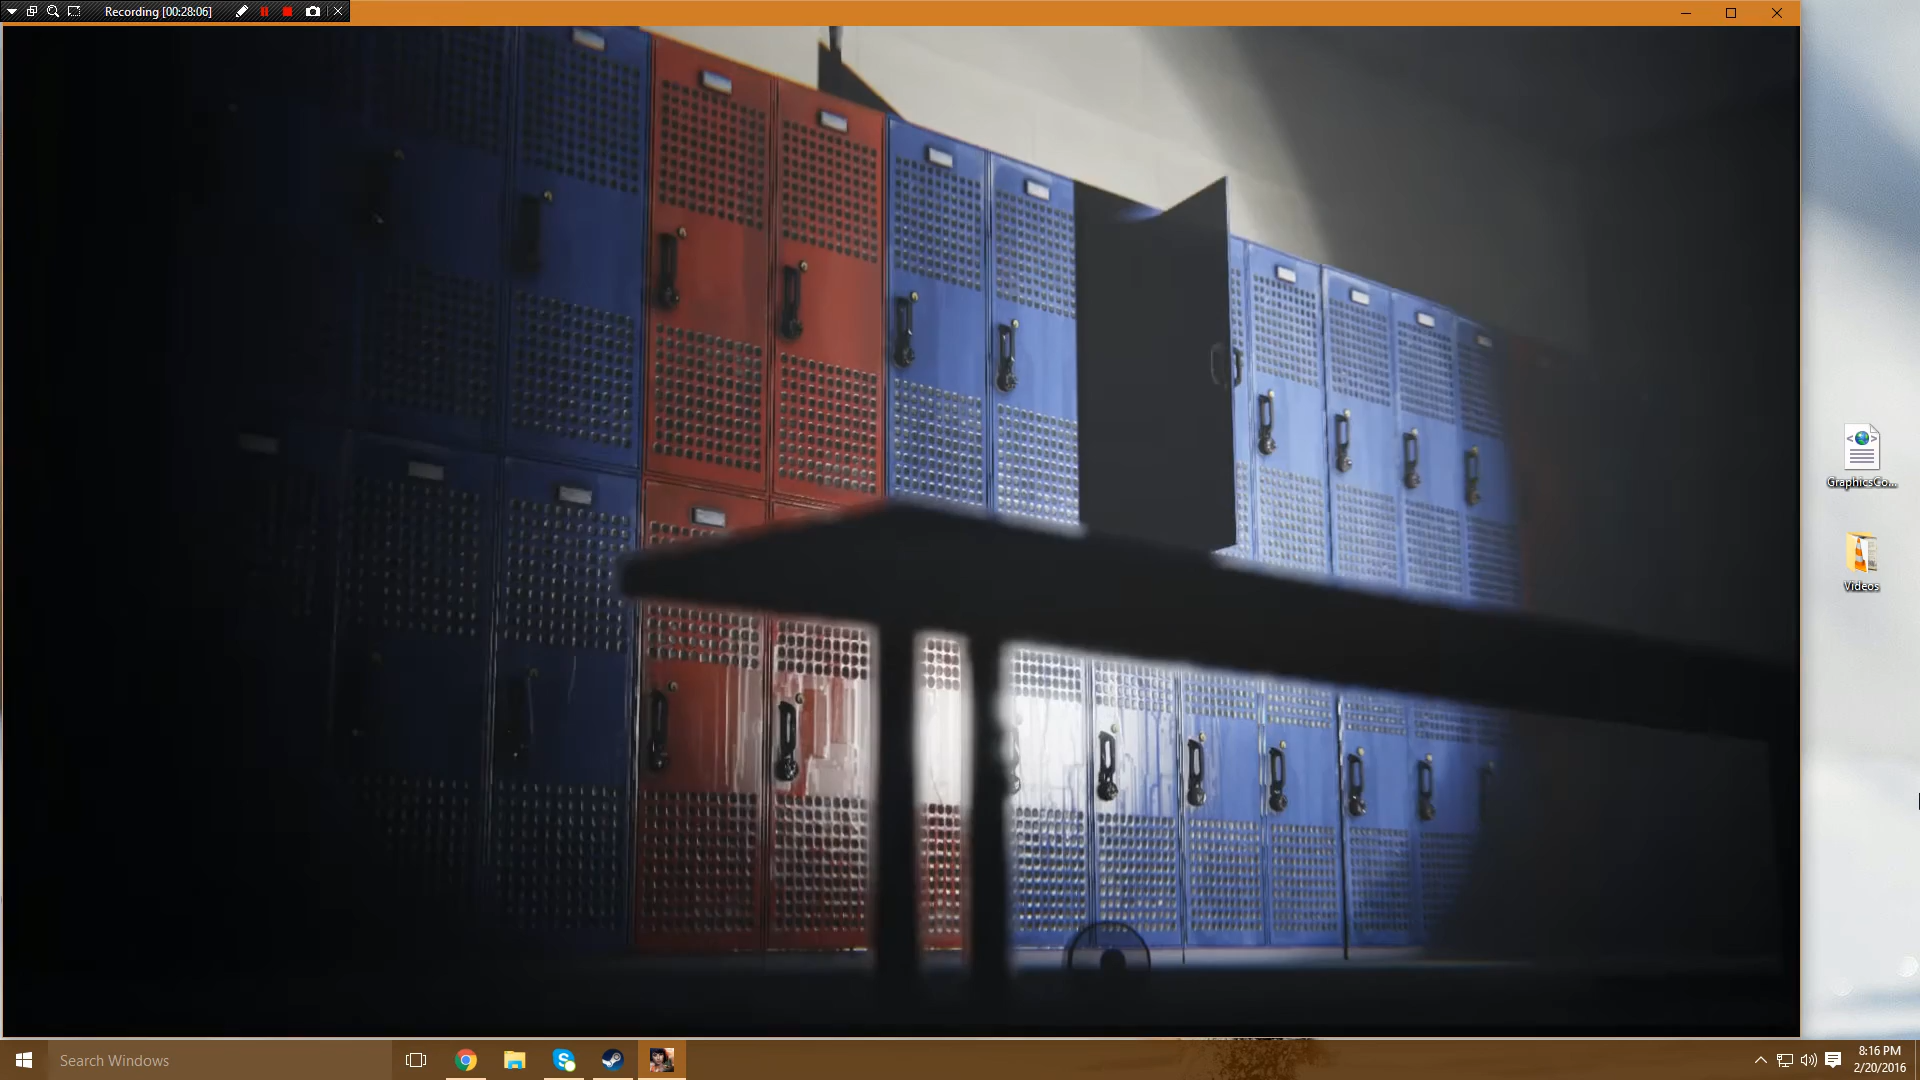 Recording [00:28:06]
GraphicsCo...
Videos
Search Windows
8:16 PM
2/20/2016